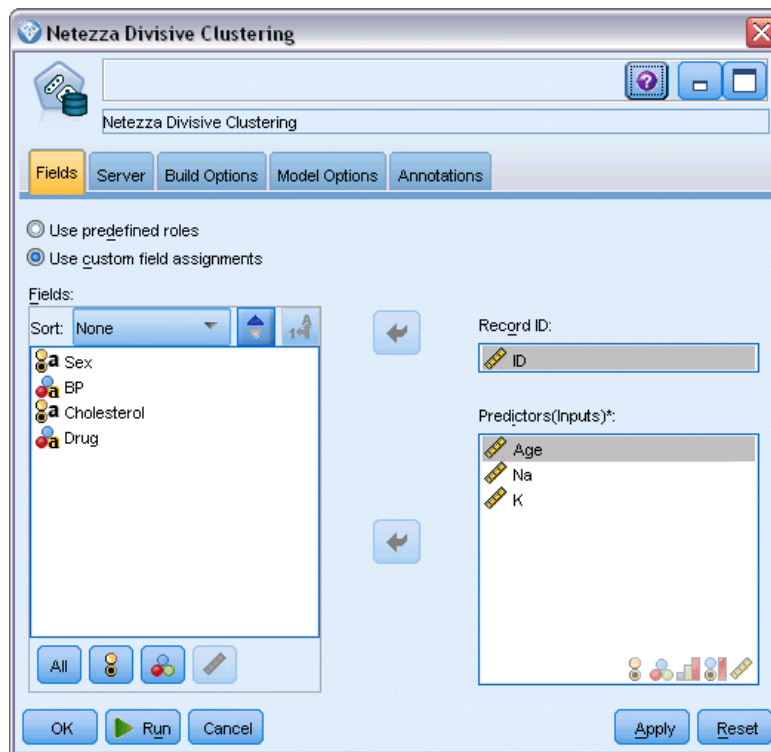 Netezza Divisive Clustering
Netezza Divisive Clustering
Fields Server Build Options Model Options Annotations
Use predefined roles
Use custom field assignments
Fields:
Sort: None
Record ID:
ID
a Sex
a BP
a Cholesterol
a Drug
Predictors(Inputs)*:
Age
Na
K
All
OK Run Cancel Apply Reset